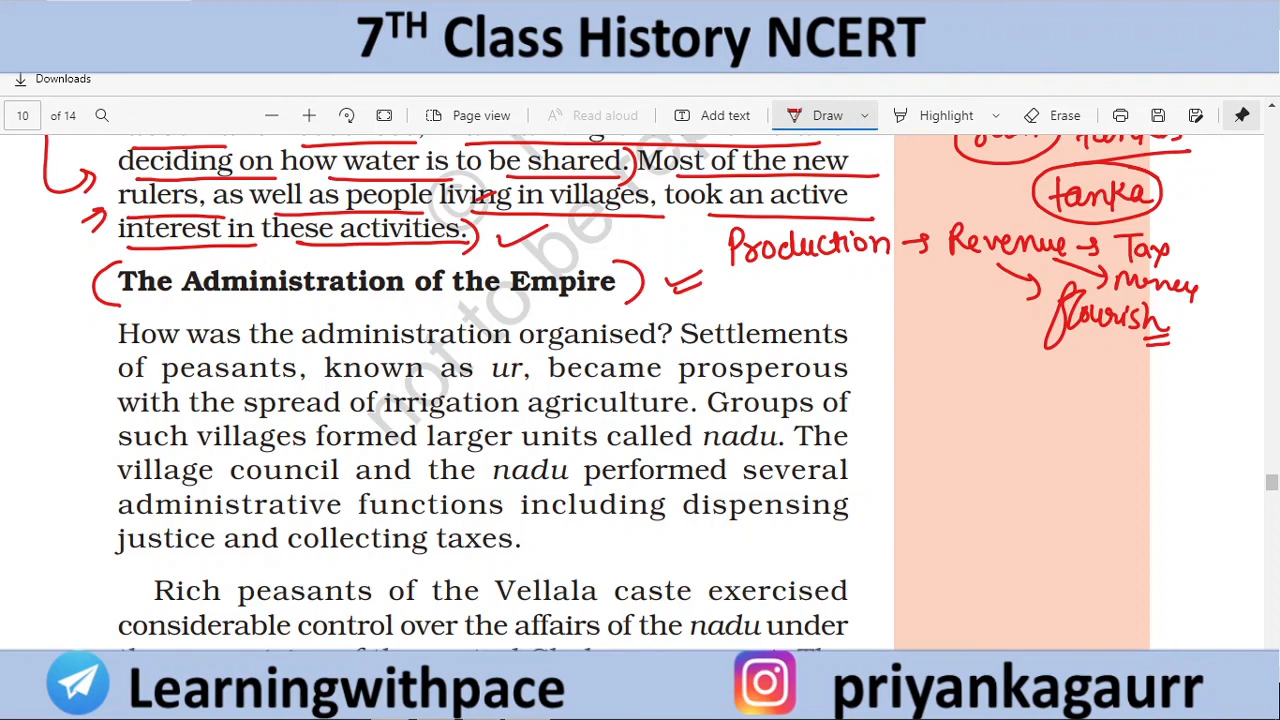 7TH Class History NCERT
Downloads
10 of 14 Page view Read aloud Add text Draw Highlight Erase
deciding on how water is to be shared. Most of the new
rulers, as well as people living in villages, took an active
interest in these activities.
tanka
Production → Revenue → Tax
Money
flourish
The Administration of the Empire
How was the administration organised? Settlements
of peasants, known as ur, became prosperous
with the spread of irrigation agriculture. Groups of
such villages formed larger units called nadu. The
village council and the nadu performed several
administrative functions including dispensing
justice and collecting taxes.
Rich peasants of the Vellala caste exercised
considerable control over the affairs of the nadu under
not to be rep
Learningwithpace priyankagaurr